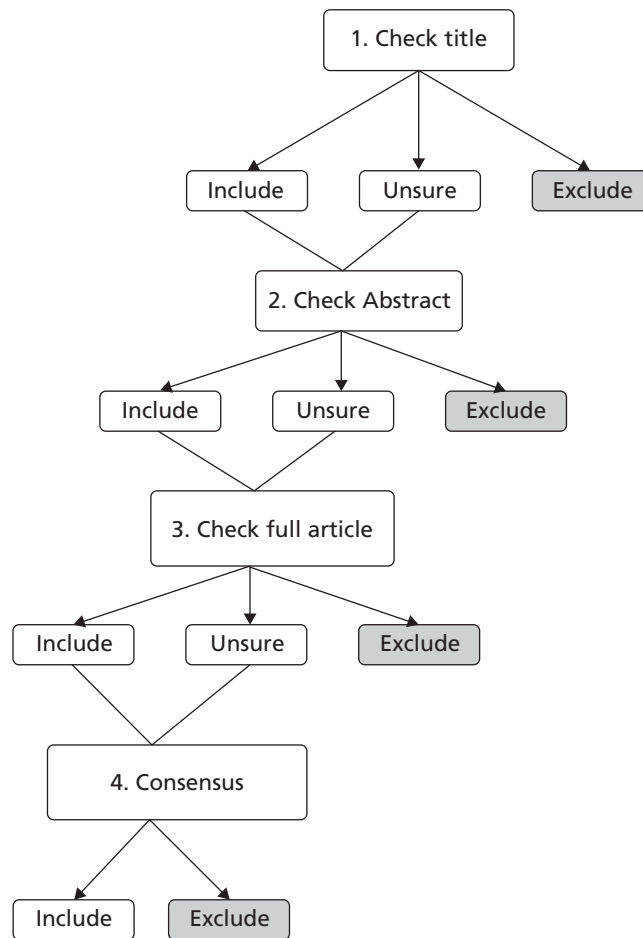 1. Check title
Include
Unsure
Exclude
2. Check Abstract
Include
Unsure
Exclude
3. Check full article
Include
Unsure
Exclude
4. Consensus
Include
Exclude